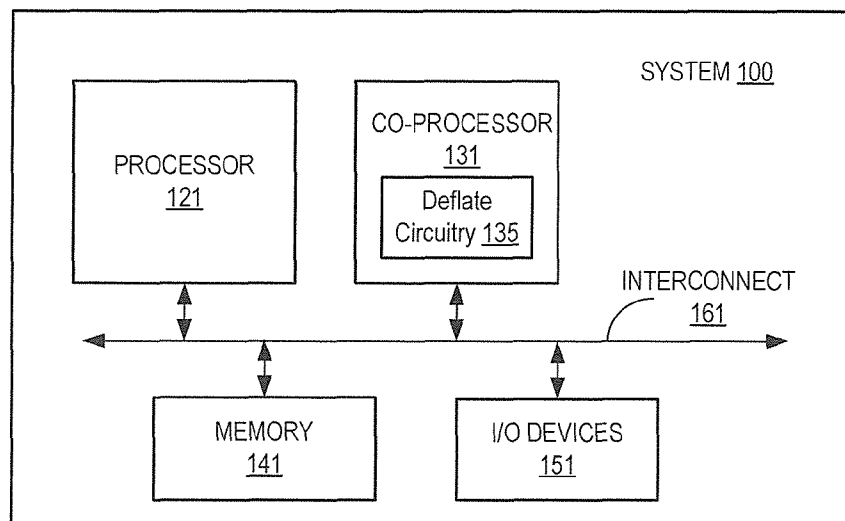 SYSTEM 100
PROCESSOR
121
CO-PROCESSOR
131
Deflate
Circuitry 135
INTERCONNECT
161
MEMORY
141
I/O DEVICES
151